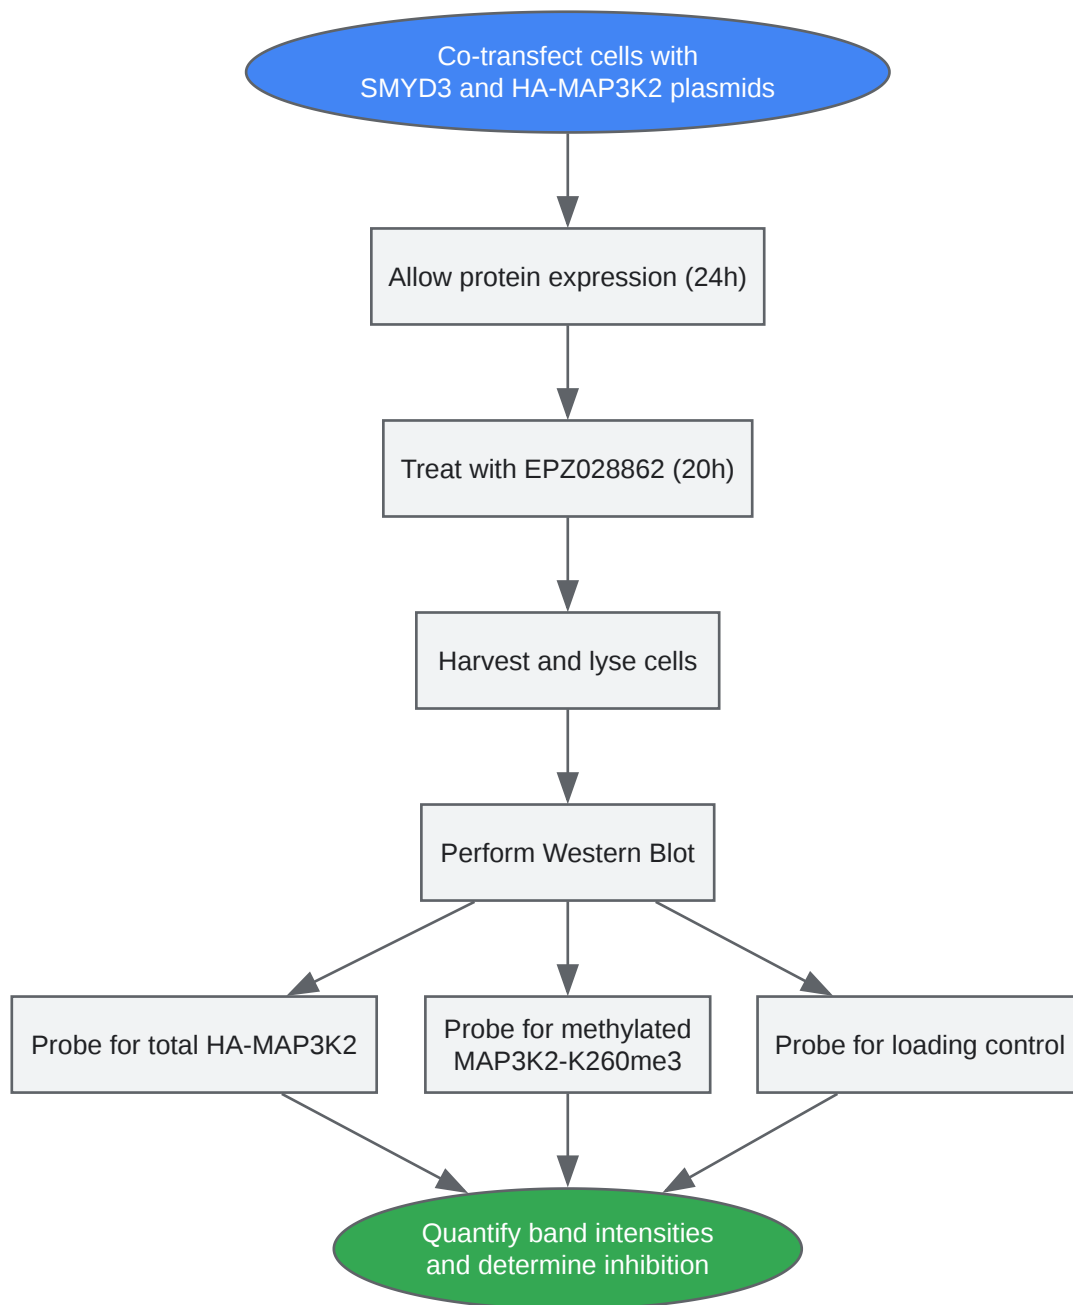 Co-transfect cells with
SMYD3 and HA-MAP3K2 plasmids
Allow protein expression (24h)
Treat with EPZ028862 (20h)
Harvest and lyse cells
Perform Western Blot
Probe for total HA-MAP3K2
Probe for methylated
MAP3K2-K260me3
Probe for loading control
Quantify band intensities
and determine inhibition